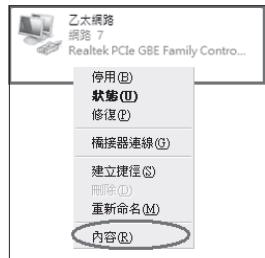 乙太網路
網路 7
Realtek PCIe GBE Family Contro...
停用(B)
狀態(U)
修復(P)
橋接器連線(G)
建立捷徑(S)
刪除(D)
重新命名(M)
內容(R)